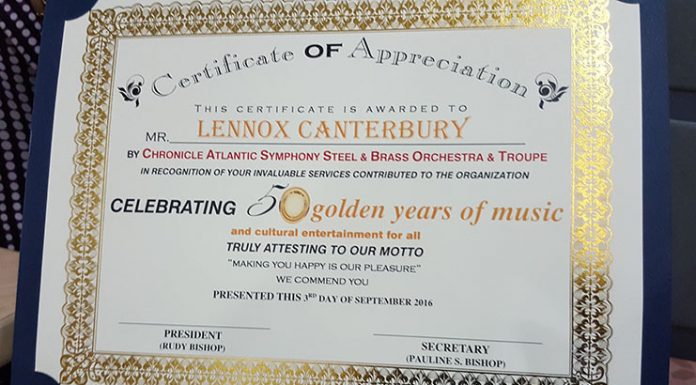 Certificate OF Appreciation
THIS CERTIFICATE IS AWARDED TO
MR. LENNOX CANTERBURY
BY CHRONICLE ATLANTIC SYMPHONY STEEL & BRASS ORCHESTRA & TROUPE
IN RECOGNITION OF YOUR INVALUABLE SERVICES CONTRIBUTED TO THE ORGANIZATION
CELEBRATING 50 golden years of music
and cultural entertainment for all
TRULY ATTESTING TO OUR MOTTO
"MAKING YOU HAPPY IS OUR PLEASURE"
WE COMMEND YOU
PRESENTED THIS 3RD DAY OF SEPTEMBER 2016
PRESIDENT
(RUDY BISHOP)
SECRETARY
(PAULINE S. BISHOP)